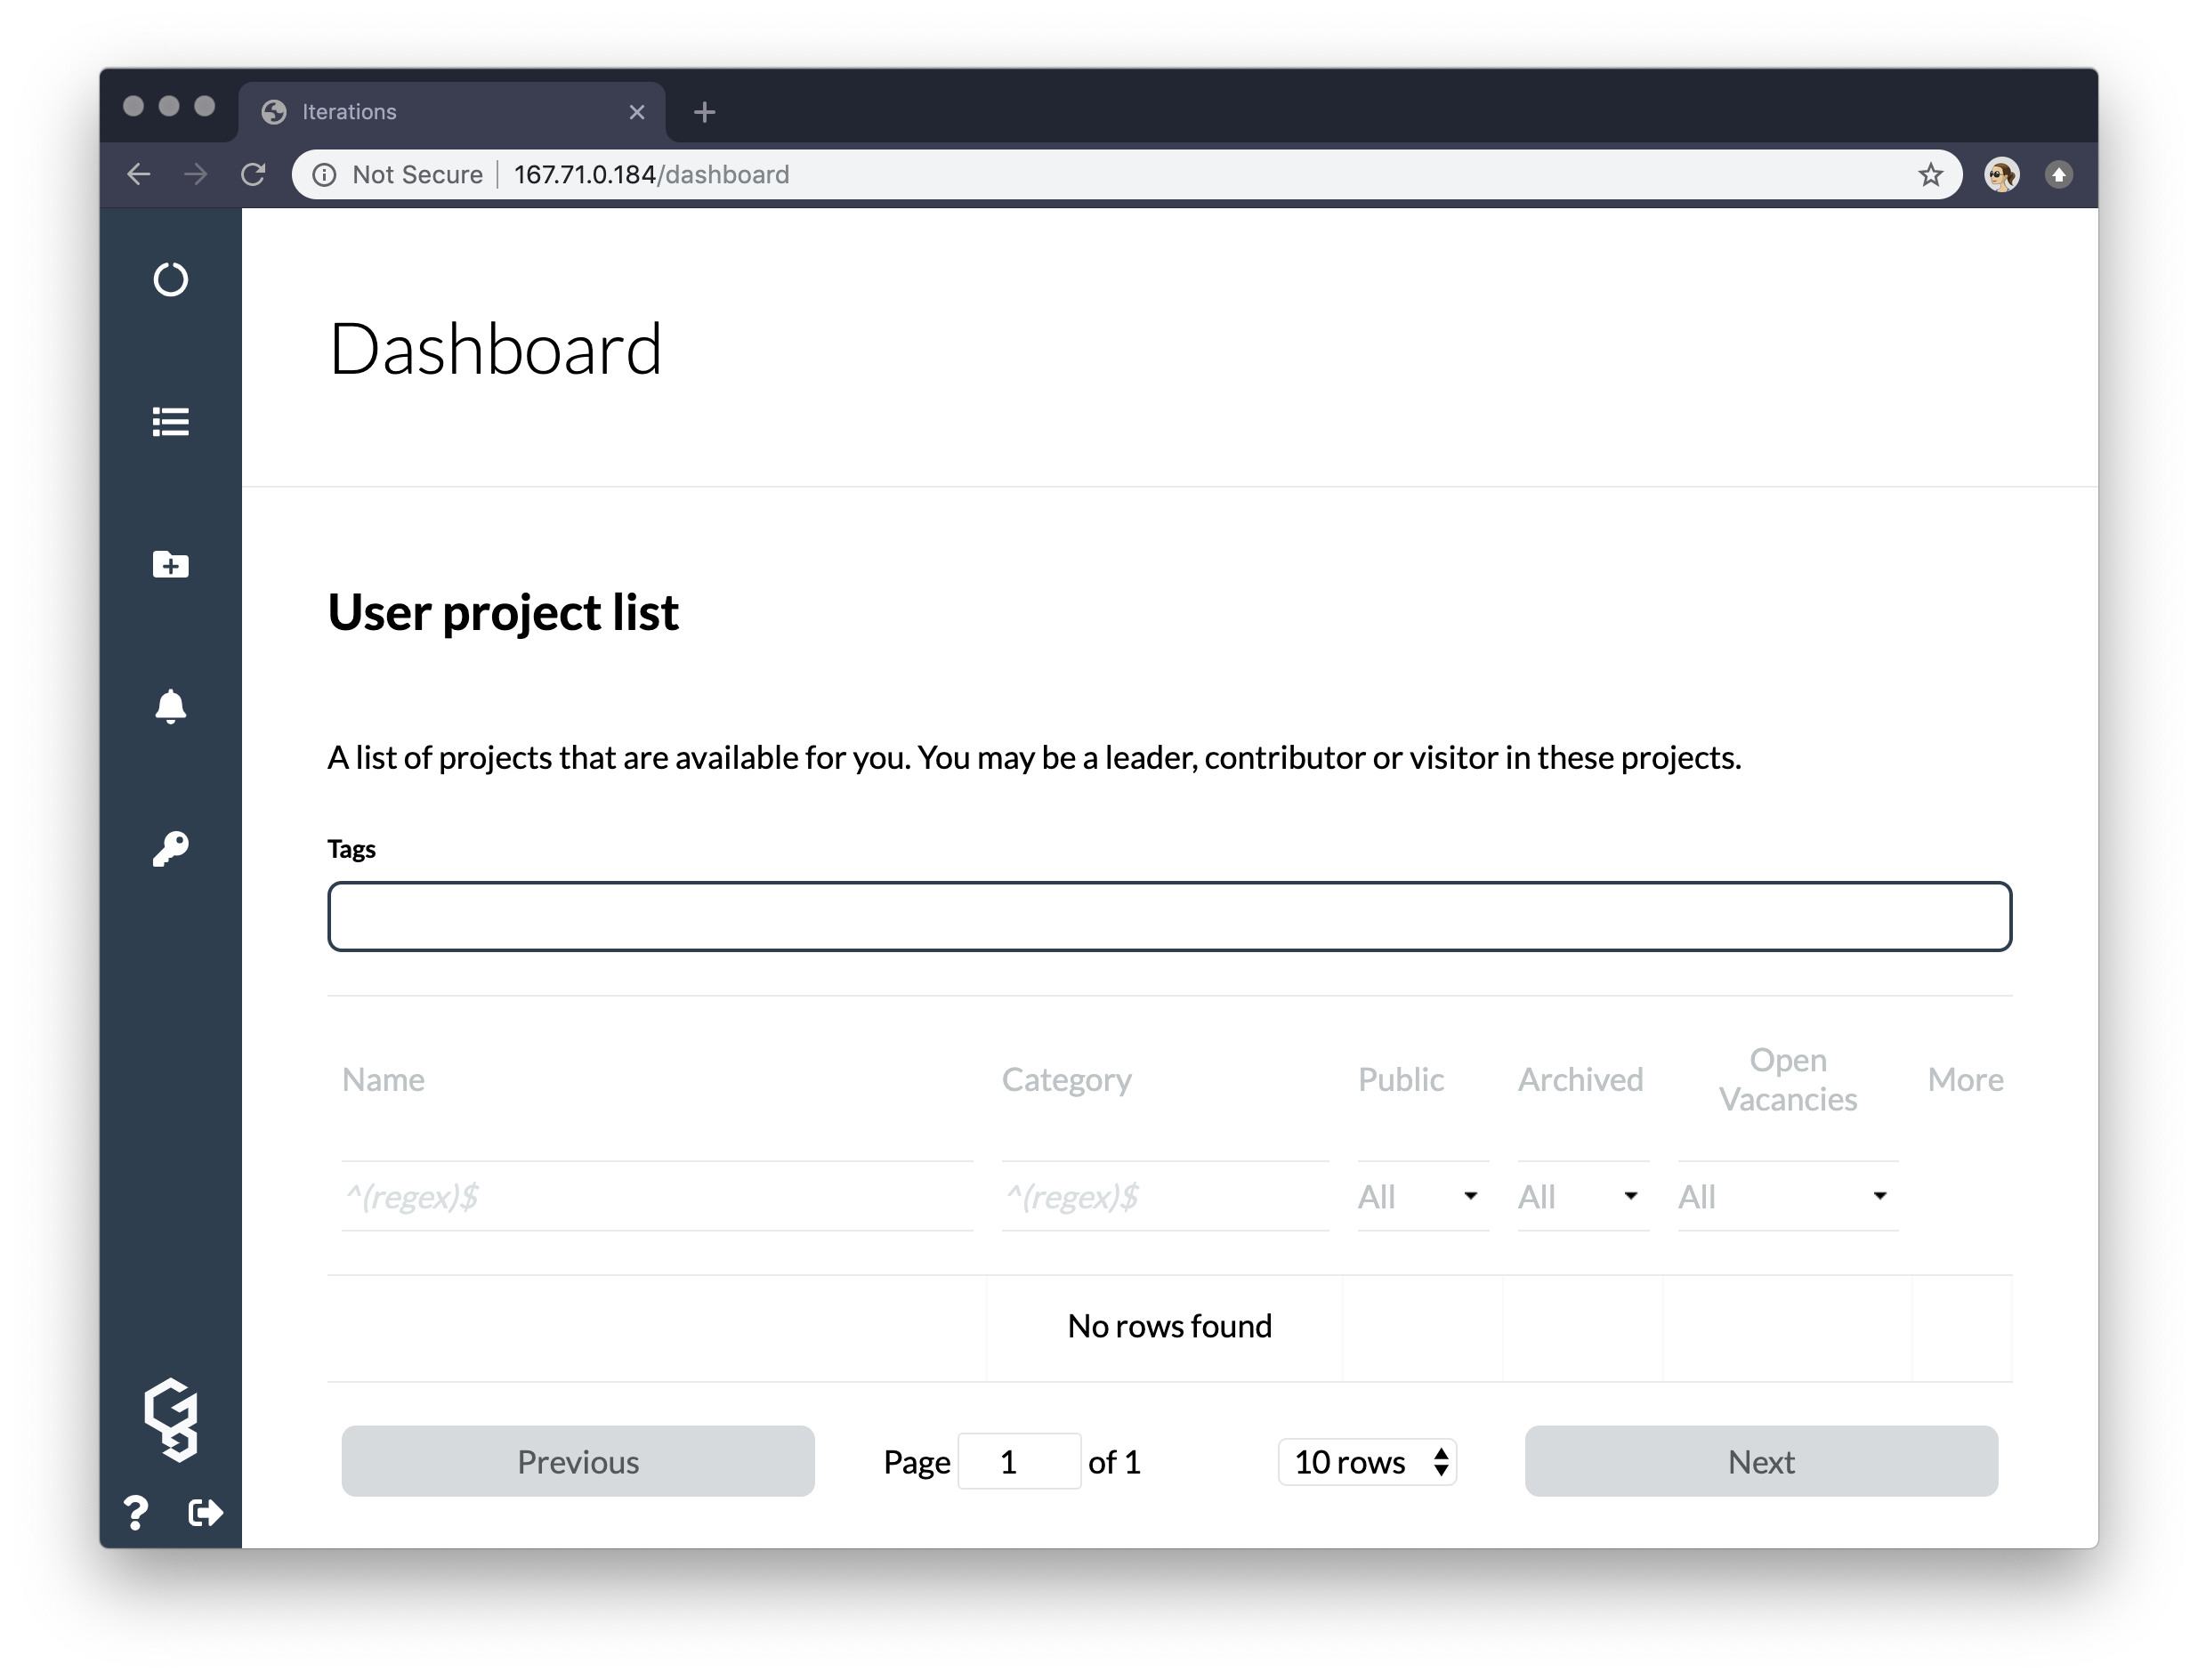 Iterations
Not Secure 167.71.0.184/dashboard
Dashboard
User project list
A list of projects that are available for you. You may be a leader, contributor or visitor in these projects.
Tags
Name Category Public Archived Open Vacancies More
^(regex)$ ^(regex)$ All All All
No rows found
Previous Page 1 of 1 10 rows Next
?